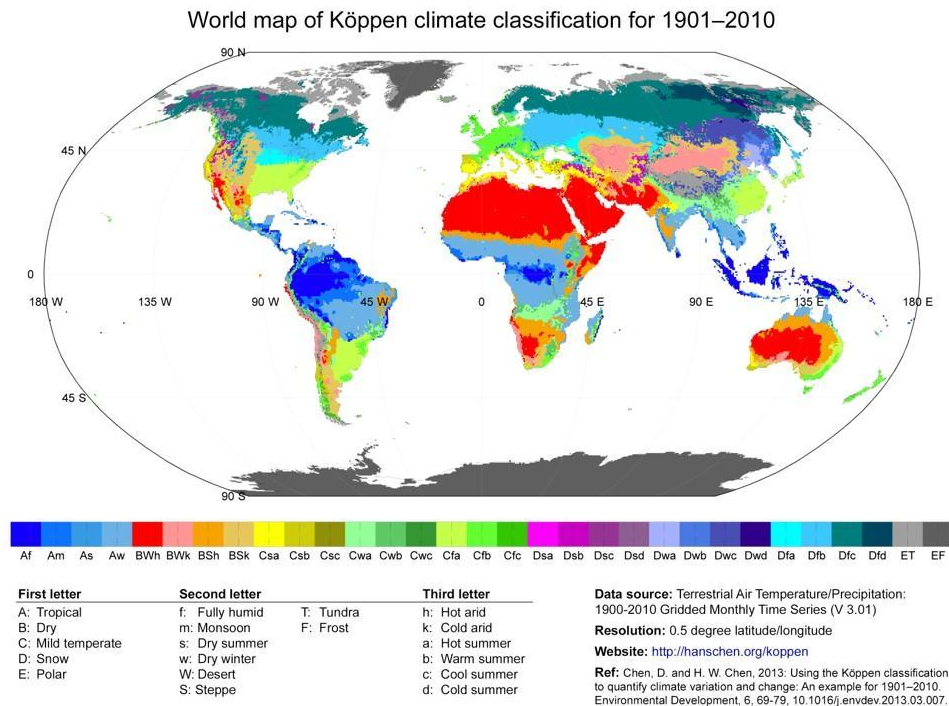 World map of Köppen climate classification for 1901–2010
90 N
45 N
0
180 W 135 W 90 W 45 W 0 45 E 90 E 135 E 180 E
45 S
90 S
Af Am As Aw BWh BWk BSh BSk Csa Csb Csc Cwa Cwb Cwc Cfa Cfb Cfc Dsa Dsb Dsc Dsd Dwa Dwb Dwc Dwd Dfa Dfb Dfc Dfd ET EF
First letter
A: Tropical
B: Dry
C: Mild temperate
D: Snow
E: Polar
Second letter
f: Fully humid T: Tundra
m: Monsoon F: Frost
s: Dry summer
w: Dry winter
W: Desert
S: Steppe
Third letter
h: Hot arid
k: Cold arid
a: Hot summer
b: Warm summer
c: Cool summer
d: Cold summer
Data source: Terrestrial Air Temperature/Precipitation:
1900-2010 Gridded Monthly Time Series (V 3.01)
Resolution: 0.5 degree latitude/longitude
Website: http://hanschen.org/koppen
Ref: Chen, D. and H. W. Chen, 2013: Using the Köppen classification
to quantify climate variation and change: An example for 1901–2010.
Environmental Development, 6, 69-79, 10.1016/j.envdev.2013.03.007.